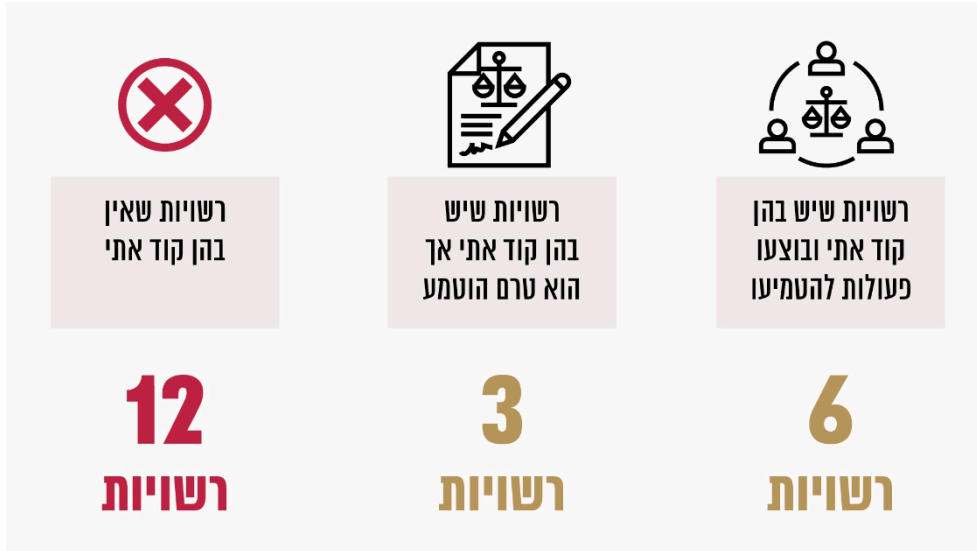 רשויות שיש בהן
קוד אתי ובוצעו
פעולות להטמיעו
6
רשויות
רשויות שיש
בהן קוד אתי אך
הוא טרם הוטמע
3
רשויות
רשויות שאין
בהן קוד אתי
12
רשויות